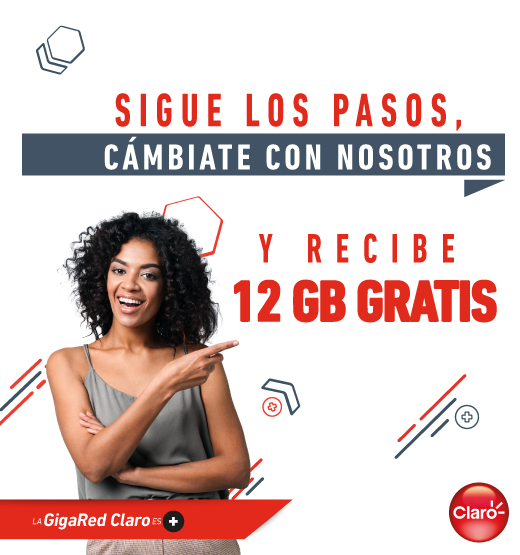 SIGUE LOS PASOS,
CÁMBIATE CON NOSOTROS
Y RECIBE
12 GB GRATIS
LA GigaRed Claro ES +
Claro